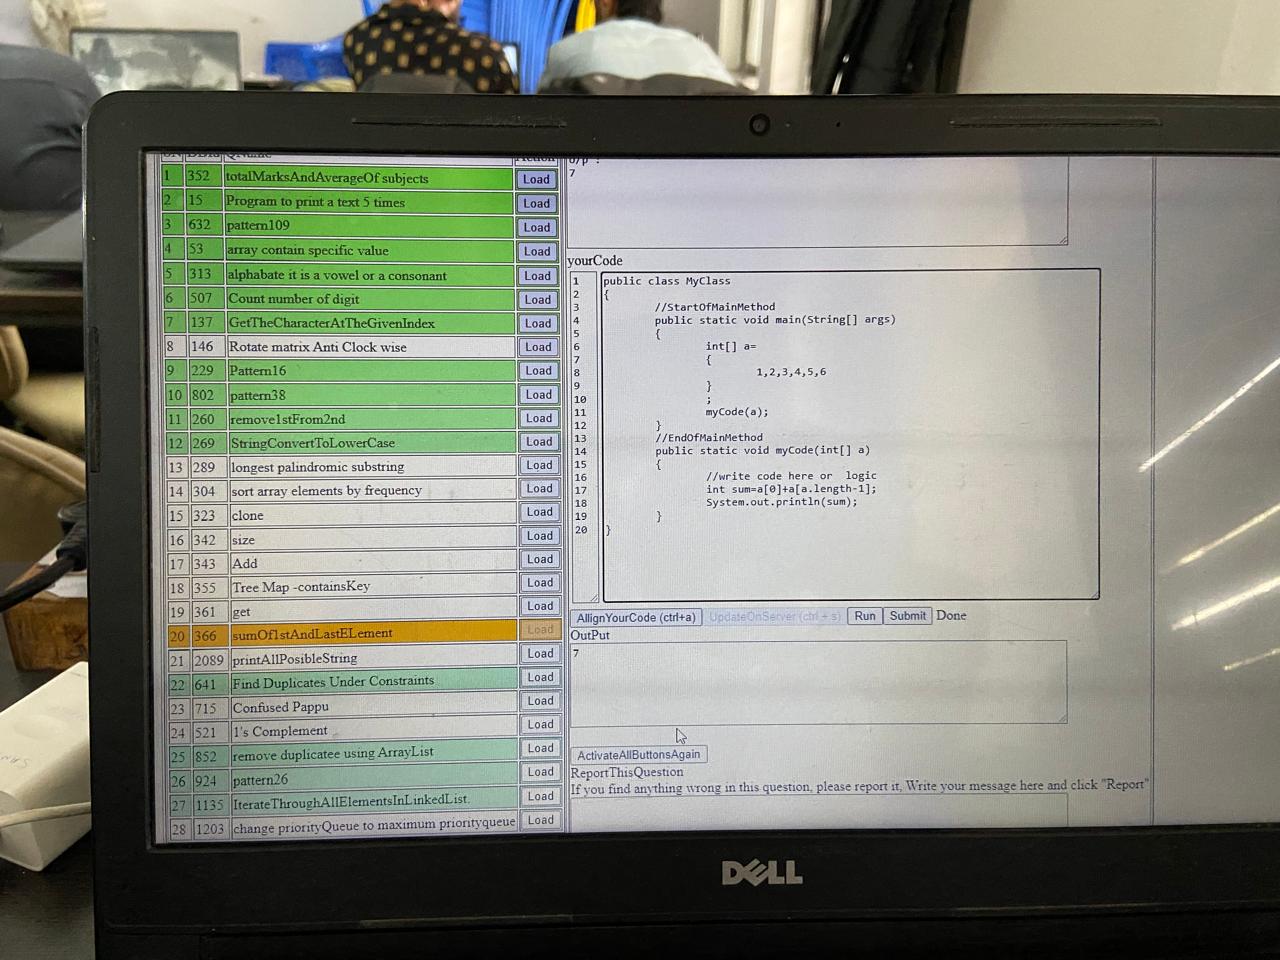 QName
Action
1 352 totalMarksAndAverageOf subjects Load
2 15 Program to print a text 5 times Load
3 632 pattern109 Load
4 53 array contain specific value Load
5 313 alphabate it is a vowel or a consonant Load
6 507 Count number of digit Load
7 137 GetTheCharacterAtTheGivenIndex Load
8 146 Rotate matrix Anti Clock wise Load
9 229 Pattern16 Load
10 802 pattern38 Load
11 260 remove1stFrom2nd Load
12 269 StringConvertToLowerCase Load
13 289 longest palindromic substring Load
14 304 sort array elements by frequency Load
15 323 clone Load
16 342 size Load
17 343 Add Load
18 355 Tree Map -containsKey Load
19 361 get Load
20 366 sumOf1stAndLastELement Load
21 2089 printAllPosibleString Load
22 641 Find Duplicates Under Constraints Load
23 715 Confused Pappu Load
24 521 1's Complement Load
25 852 remove duplicatee using ArrayList Load
26 924 pattern26 Load
27 1135 IterateThroughAllElementsInLinkedList. Load
28 1203 change priorityQueue to maximum priorityqueue Load
o/p :
7
yourCode
1 public class MyClass
2 {
3 //StartOfMainMethod
4 public static void main(String[] args)
5 {
6 int[] a=
7 {
8 1,2,3,4,5,6
9 }
10 ;
11 myCode(a);
12 }
13 //EndOfMainMethod
14 public static void myCode(int[] a)
15 {
16 //write code here or logic
17 int sum=a[0]+a[a.length-1];
18 System.out.println(sum);
19 }
20 }
AllignYourCode (ctrl+a) UpdateOnServer (ctrl + s) Run Submit Done
OutPut
7
ActivateAllButtonsAgain
ReportThisQuestion
If you find anything wrong in this question, please report it, Write your message here and click "Report"
DELL